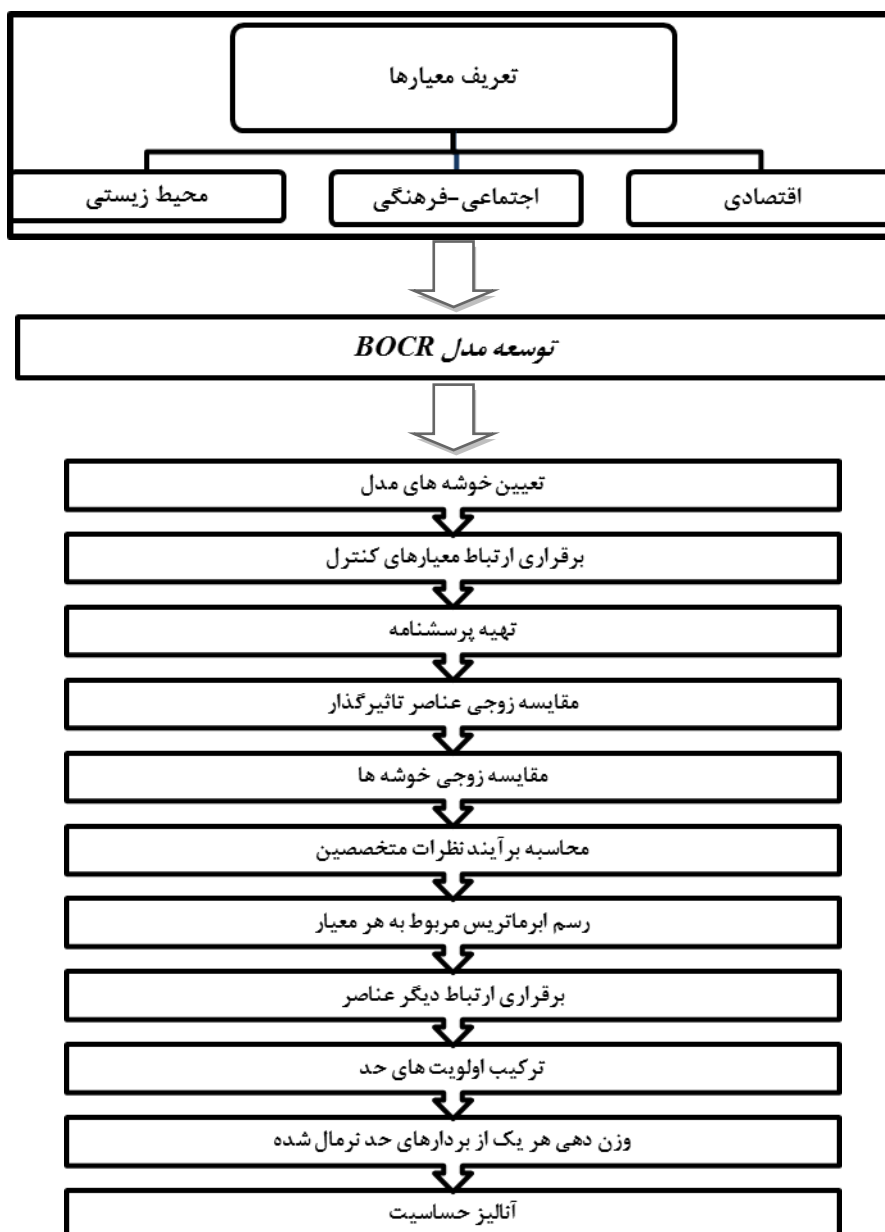 تعریف معیارها
اقتصادی
اجتماعی-فرهنگی
محیط زیستی
توسعه مدل BOCR
تعیین خوشه های مدل
برقراری ارتباط معیارهای کنترل
تهیه پرسشنامه
مقایسه زوجی عناصر تاثیرگذار
مقایسه زوجی خوشه ها
محاسبه برآیند نظرات متخصصین
رسم ابرماتریس مربوط به هر معیار
برقراری ارتباط دیگر عناصر
ترکیب اولویت های حد
وزن دهی هر یک از بردارهای حد نرمال شده
آنالیز حساسیت